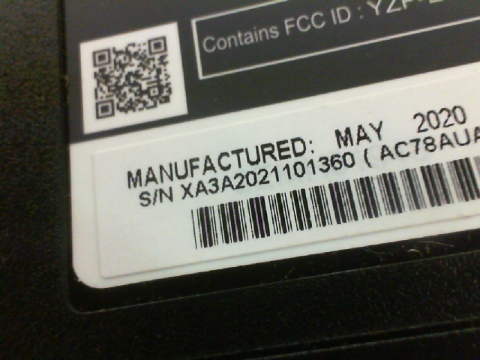 Contains FCC ID :
MANUFACTURED: MAY 2020
S/N XA3A2021101360 ( AC78AUA